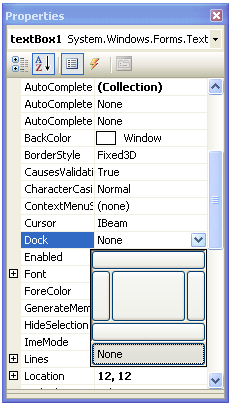 Properties
textBox1 System.Windows.Forms.Text
AutoComplete (Collection)
AutoComplete None
AutoComplete None
BackColor Window
BorderStyle Fixed3D
CausesValidati True
CharacterCasi Normal
ContextMenuS (none)
Cursor IBeam
Dock None
Enabled
Font
ForeColor
GenerateMem
HideSelection
ImeMode
None
Lines
Location 12, 12